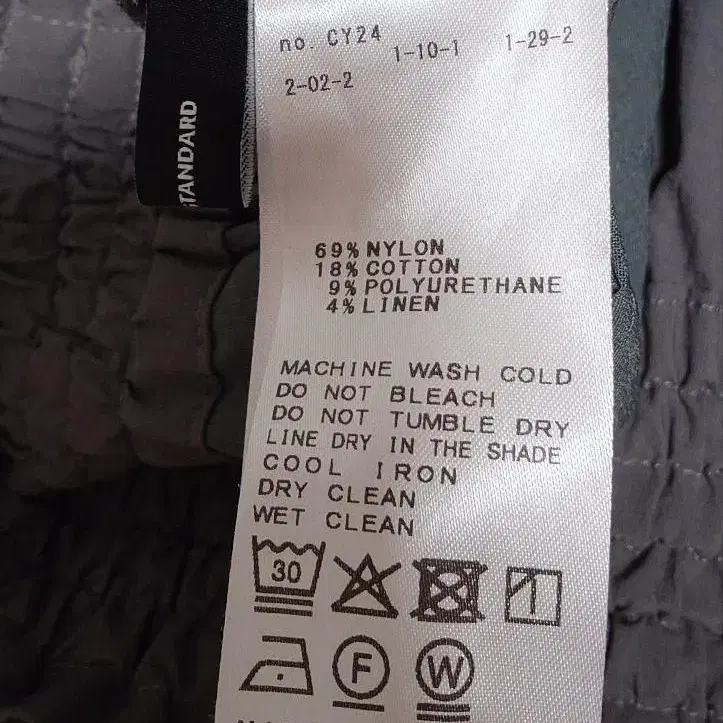 no. CY24 1-10-1 1-29-2
2-02-2
STANDARD
69% NYLON
18% COTTON
9% POLYURETHANE
4% LINEN
MACHINE WASH COLD
DO NOT BLEACH
DO NOT TUMBLE DRY
LINE DRY IN THE SHADE
COOL IRON
DRY CLEAN
WET CLEAN
30
F W